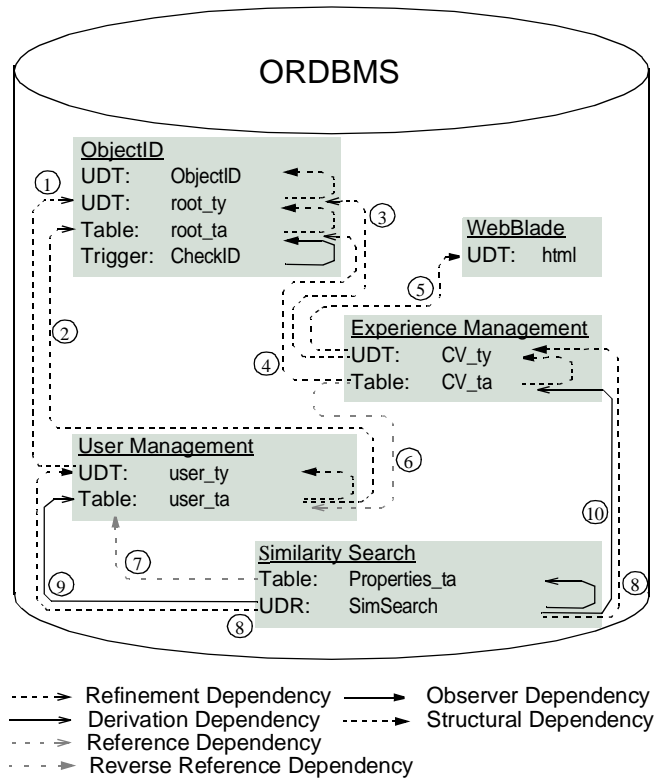 ORDBMS
ObjectID
UDT: ObjectID
UDT: root_ty
Table: root_ta
Trigger: CheckID
1
3
WebBlade
UDT: html
5
2
Experience Management
UDT: CV_ty
Table: CV_ta
4
User Management
UDT: user_ty
Table: user_ta
6
10
Similarity Search
Table: Properties_ta
UDR: SimSearch
7
9
8
8
Refinement Dependency
Observer Dependency
Derivation Dependency
Structural Dependency
Reference Dependency
Reverse Reference Dependency